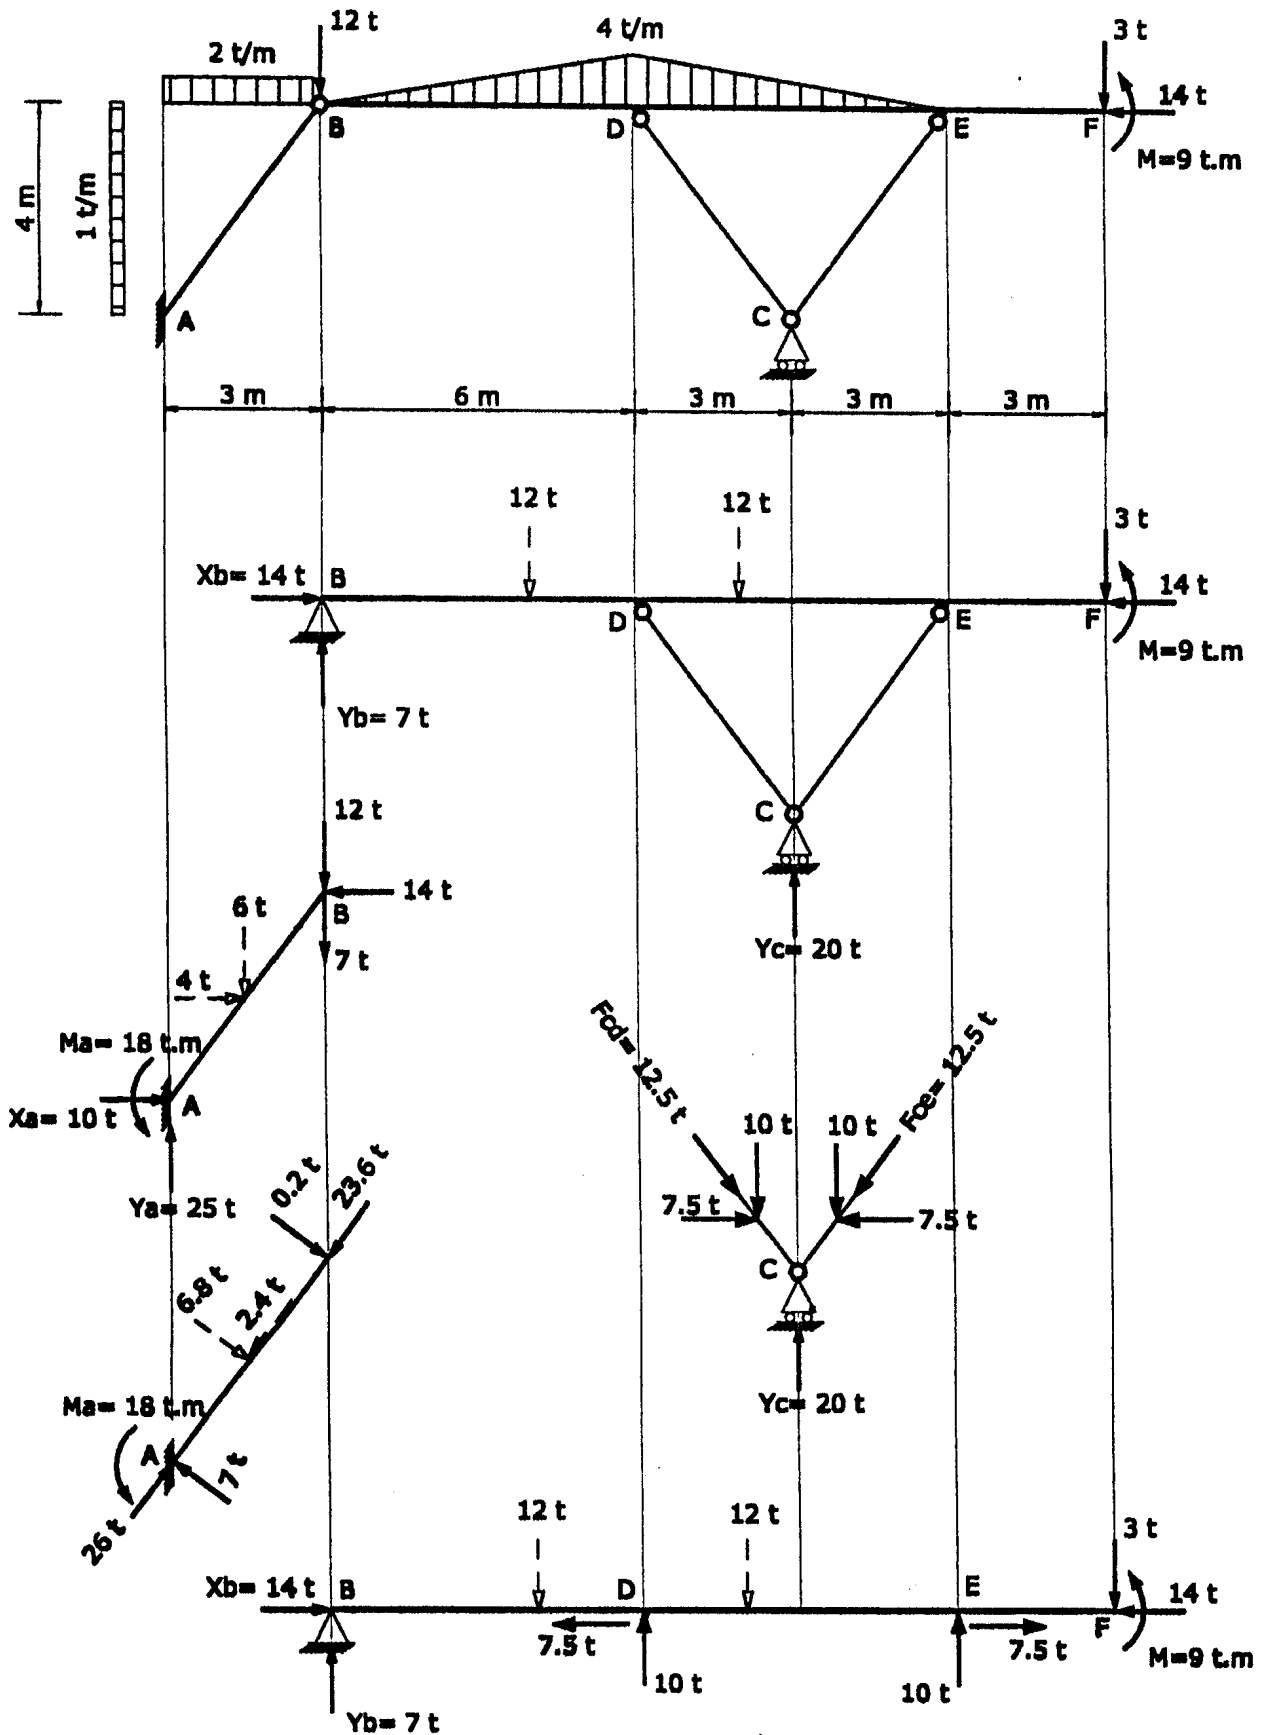 12 t
4 t/m
3 t
2 t/m
14 t
B
D
E
F
M=9 t.m
4 m
1 t/m
C
A
3 m
6 m
3 m
3 m
3 m
12 t
12 t
3 t
Xb= 14 t
B
14 t
D
E
F
M=9 t.m
Yb= 7 t
12 t
C
14 t
6 t
B
7 t
Yc= 20 t
4 t
Fcd= 12.5 t
Fce= 12.5 t
Ma= 18 t.m
Xa= 10 t
A
10 t
10 t
0.2 t
23.6 t
Ya= 25 t
7.5 t
7.5 t
C
6.8 t
2.4 t
Ma= 18 t.m
Yc= 20 t
A
7 t
26 t
12 t
12 t
3 t
Xb= 14 t
B
D
E
14 t
7.5 t
7.5 t
F
M=9 t.m
10 t
10 t
Yb= 7 t